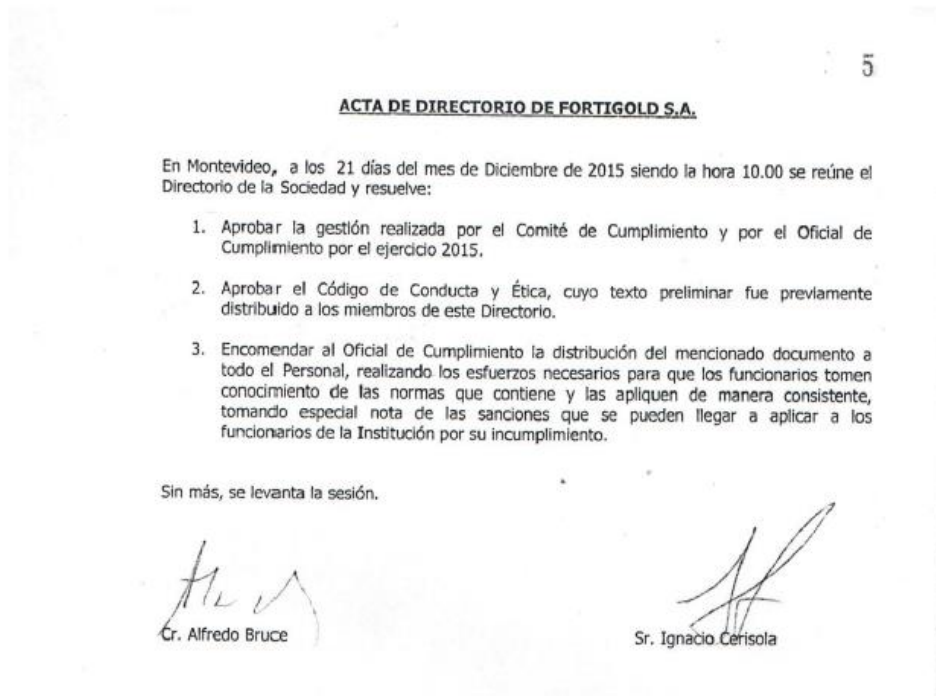 5
ACTA DE DIRECTORIO DE FORTIGOLD S.A.
En Montevideo, a los 21 días del mes de Diciembre de 2015 siendo la hora 10.00 se reúne el
Directorio de la Sociedad y resuelve:
1. Aprobar la gestión realizada por el Comité de Cumplimiento y por el Oficial de
Cumplimiento por el ejercicio 2015.
2. Aprobar el Código de Conducta y Ética, cuyo texto preliminar fue previamente
distribuido a los miembros de este Directorio.
3. Encomendar al Oficial de Cumplimiento la distribución del mencionado documento a
todo el Personal, realizando los esfuerzos necesarios para que los funcionarios tomen
conocimiento de las normas que contiene y las apliquen de manera consistente,
tomando especial nota de las sanciones que se pueden llegar a aplicar a los
funcionarios de la Institución por su incumplimiento.
Sin más, se levanta la sesión.
Cr. Alfredo Bruce
Sr. Ignacio Cerisola